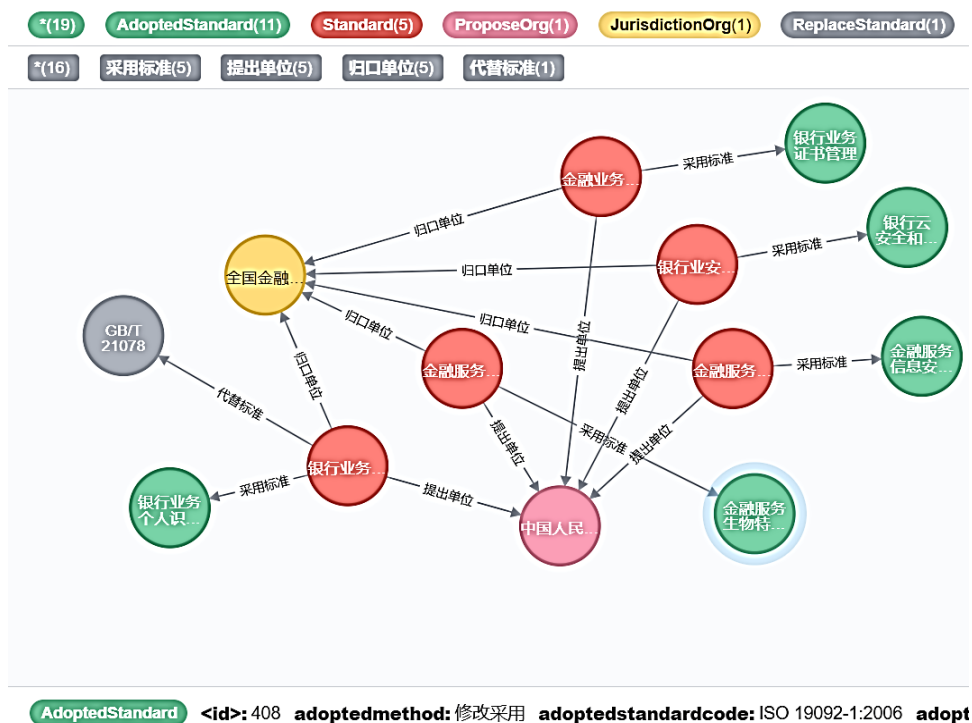 *(19) AdoptedStandard(11) Standard(5) ProposeOrg(1) JurisdictionOrg(1) ReplaceStandard(1)
*(16) 采用标准(5) 提出单位(5) 归口单位(5) 代替标准(1)
银行业务
证书管理
采用标准
金融业务...
归口单位
银行云
安全和...
采用标准
银行业安...
归口单位
全国金融...
GB/T
21078
归口单位
归口单位
提出单位
金融服务
信息安...
采用标准
金融服务...
金融服务...
归口单位
提出单位
代替标准
提出单位
采用标准
提出单位
银行业务...
采用标准
提出单位
银行业务
个人识...
中国人民...
金融服务
生物特...
AdoptedStandard <id>: 408 adoptedmethod: 修改采用 adoptedstandardcode: ISO 19092-1:2006 adopt